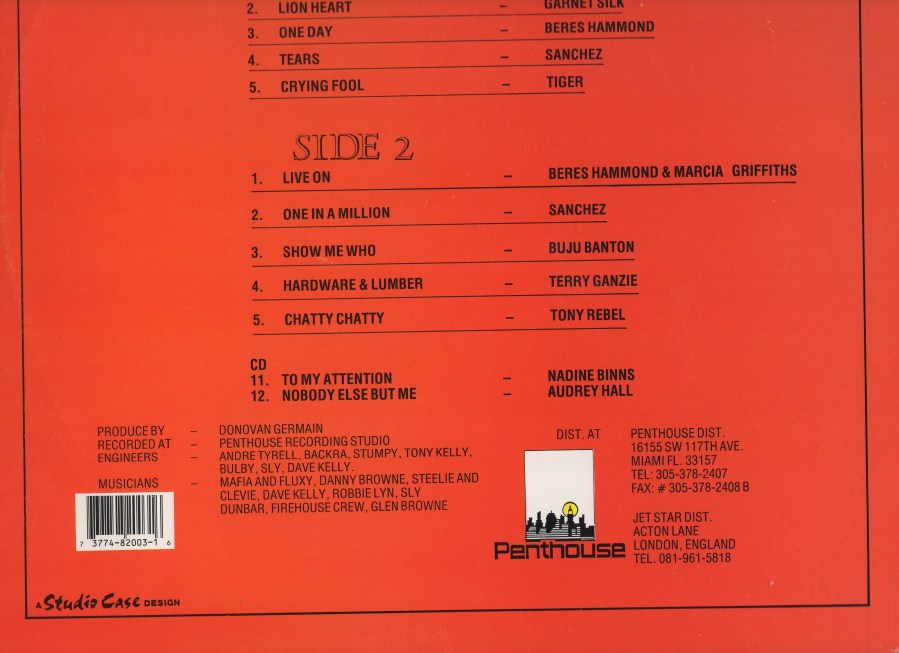 2. LION HEART – GARNET SILK
3. ONE DAY – BERES HAMMOND
4. TEARS – SANCHEZ
5. CRYING FOOL – TIGER
SIDE 2
1. LIVE ON – BERES HAMMOND & MARCIA GRIFFITHS
2. ONE IN A MILLION – SANCHEZ
3. SHOW ME WHO – BUJU BANTON
4. HARDWARE & LUMBER – TERRY GANZIE
5. CHATTY CHATTY – TONY REBEL
CD
11. TO MY ATTENTION – NADINE BINNS
12. NOBODY ELSE BUT ME – AUDREY HALL
PRODUCE BY – DONOVAN GERMAIN
RECORDED AT – PENTHOUSE RECORDING STUDIO
ENGINEERS – ANDRE TYRELL, BACKRA, STUMPY, TONY KELLY,
BULBY, SLY, DAVE KELLY.
MUSICIANS – MAFIA AND FLUXY, DANNY BROWNE, STEELIE AND
CLEVIE, DAVE KELLY, ROBBIE LYN, SLY
DUNBAR, FIREHOUSE CREW, GLEN BROWNE
7 3774-82003-1 6
DIST. AT PENTHOUSE DIST.
16155 SW 117TH AVE.
MIAMI FL. 33157
TEL: 305-378-2407
FAX: # 305-378-2408 B
Penthouse
JET STAR DIST.
ACTON LANE
LONDON, ENGLAND
TEL. 081-961-5818
A Studio Case DESIGN